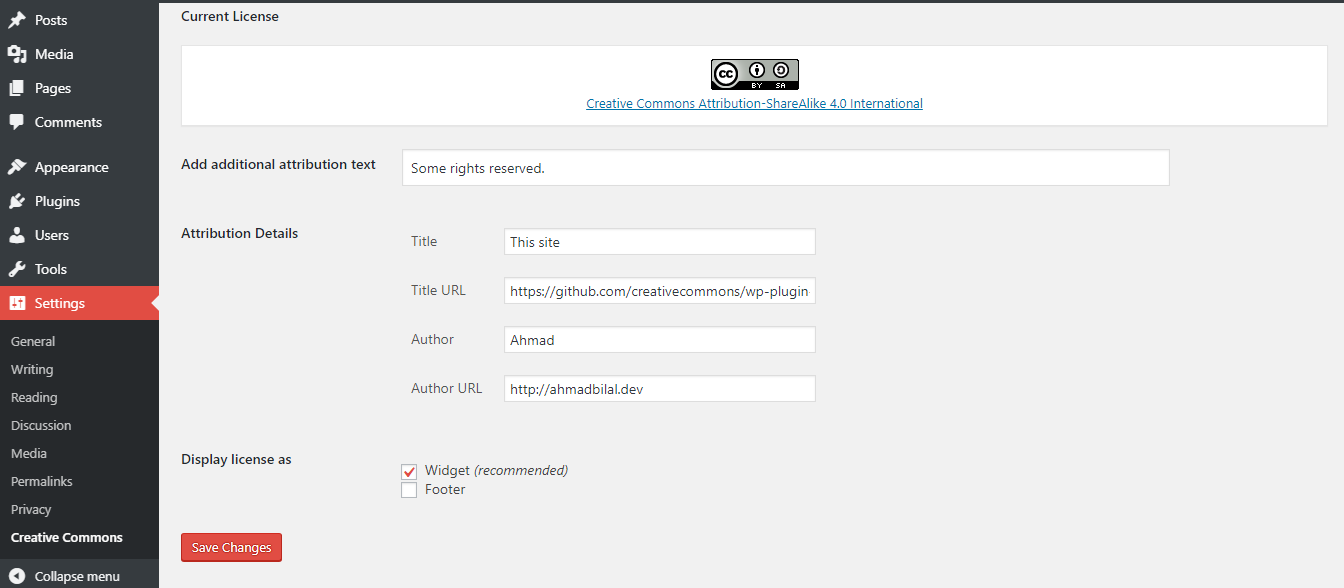 Posts
Media
Pages
Comments
Appearance
Plugins
Users
Tools
Settings
General
Writing
Reading
Discussion
Media
Permalinks
Privacy
Creative Commons
Collapse menu
Current License
cc BY SA
Creative Commons Attribution-ShareAlike 4.0 International
Add additional attribution text Some rights reserved.
Attribution Details
Title This site
Title URL https://github.com/creativecommons/wp-plugin
Author Ahmad
Author URL http://ahmadbilal.dev
Display license as
Widget (recommended)
Footer
Save Changes